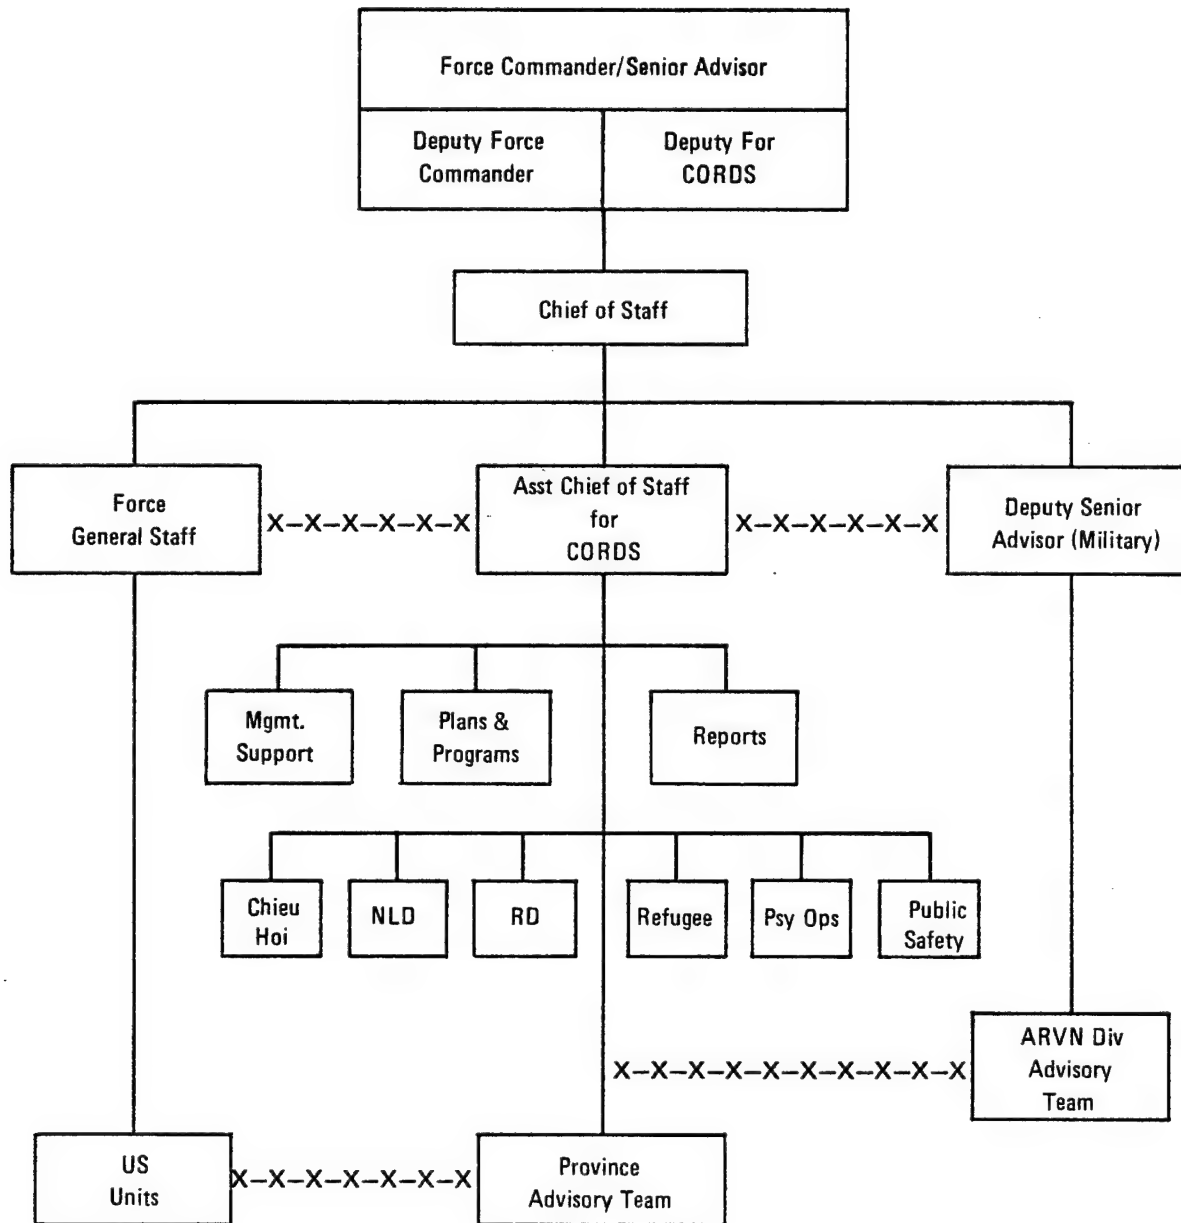 Force Commander/Senior Advisor
Deputy Force
Commander
Deputy For
CORDS
Chief of Staff
Force
General Staff
X–X–X–X–X–X
Asst Chief of Staff
for
CORDS
X–X–X–X–X–X
Deputy Senior
Advisor (Military)
Mgmt.
Support
Plans &
Programs
Reports
Chieu
Hoi
NLD
RD
Refugee
Psy Ops
Public
Safety
X–X–X–X–X–X–X–X–X–X
ARVN Div
Advisory
Team
US
Units
X–X–X–X–X–X–X
Province
Advisory Team